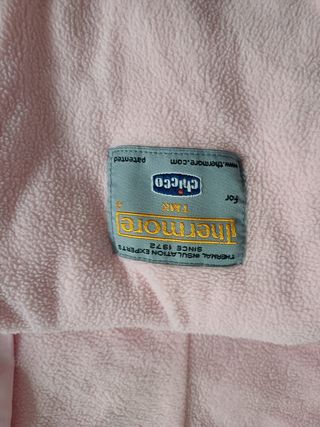 THERMAL INSULATION EXPERTS
SINCE 1972
Thermore
for
chicco
patented
www.thermore.com